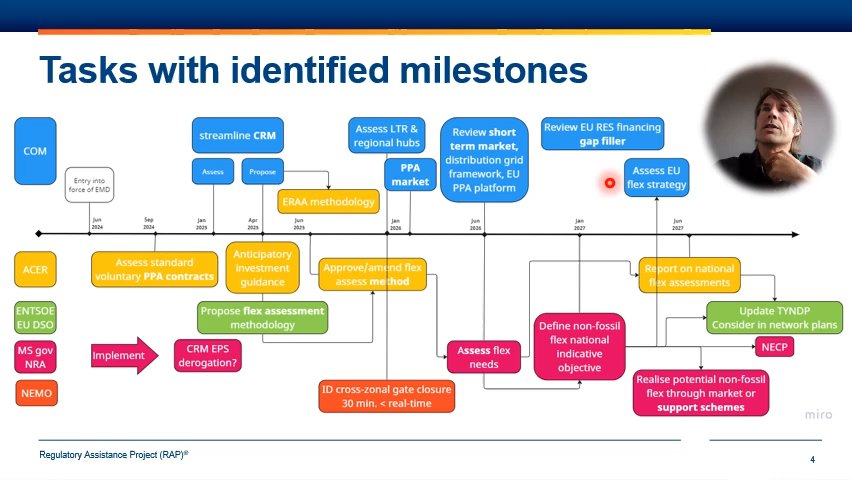 Tasks with identified milestones
COM
streamline CRM
Assess
Propose
Assess LTR &
regional hubs
PPA
market
Review short
term market,
distribution grid
framework, EU
PPA platform
Review EU RES financing
gap filler
Assess EU
flex strategy
Entry into
force of EMD
ERAA methodology
Jun
2024
Sep
2024
Jan
2025
Apr
2025
Jun
2025
Jan
2026
Jun
2026
Jan
2027
Jun
2027
ACER
Assess standard
voluntary PPA contracts
Anticipatory
investment
guidance
Approve/amend flex
assess method
Report on national
flex assessments
ENTSOE
EU DSO
Propose flex assessment
methodology
Update TYNDP
Consider in network plans
MS gov
NRA
Implement
CRM EPS
derogation?
Assess flex
needs
Define non-fossil
flex national
indicative
objective
NECP
NEMO
ID cross-zonal gate closure
30 min. < real-time
Realise potential non-fossil
flex through market or
support schemes
miro
Regulatory Assistance Project (RAP)®
4